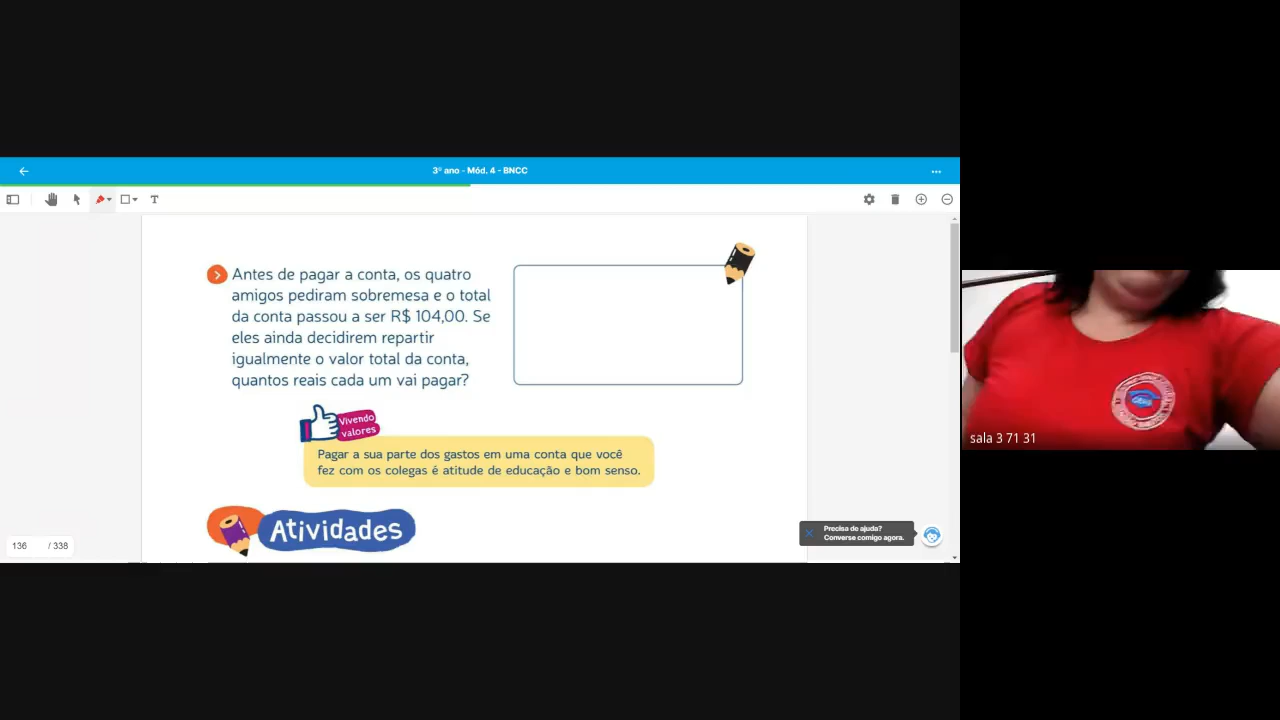 3º ano - Mód. 4 - BNCC
T
Antes de pagar a conta, os quatro
amigos pediram sobremesa e o total
da conta passou a ser R$ 104,00. Se
eles ainda decidirem repartir
igualmente o valor total da conta,
quantos reais cada um vai pagar?
Vivendo
valores
Pagar a sua parte dos gastos em uma conta que você
fez com os colegas é atitude de educação e bom senso.
Atividades
Precisa de ajuda?
Converse comigo agora.
136 / 338
sala 3 71 31